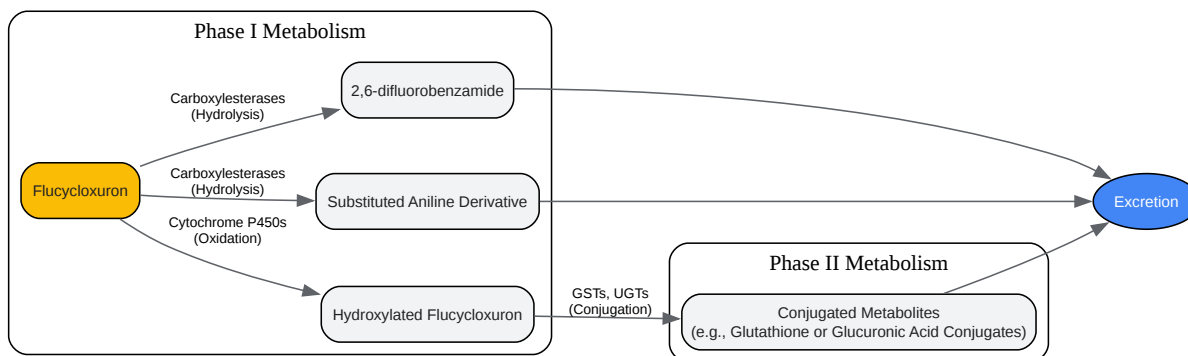 Phase I Metabolism
2,6-difluorobenzamide
Carboxylesterases
(Hydrolysis)
Flucycloxuron
Carboxylesterases
(Hydrolysis)
Substituted Aniline Derivative
Excretion
Cytochrome P450s
(Oxidation)
Phase II Metabolism
Hydroxylated Flucycloxuron
GSTs, UGTs
(Conjugation)
Conjugated Metabolites
(e.g., Glutathione or Glucuronic Acid Conjugates)